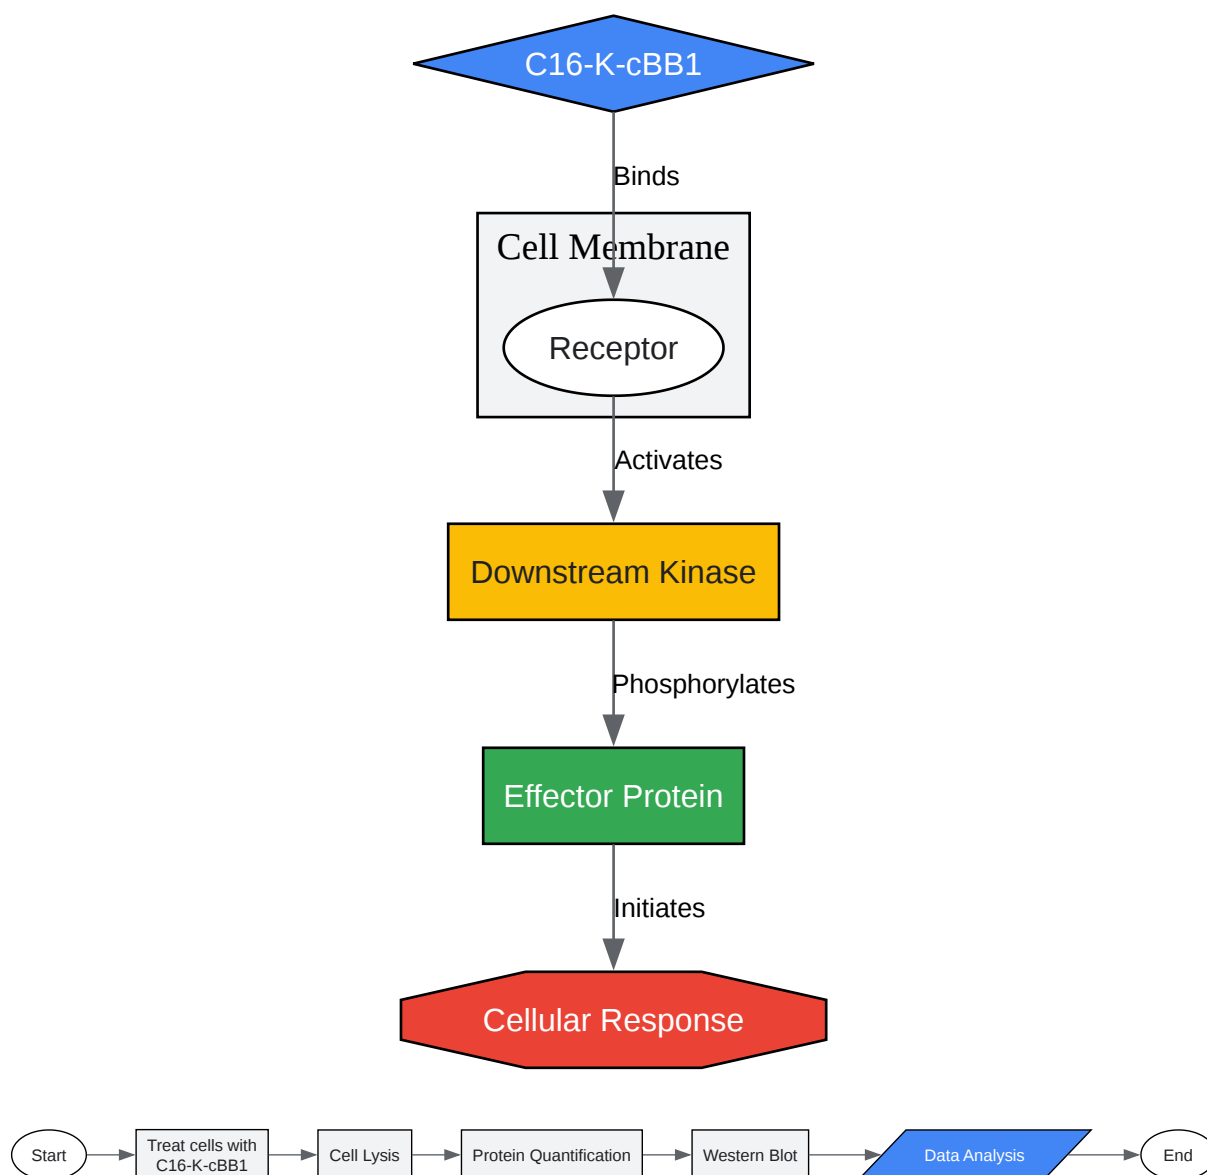 C16-K-cBB1
Binds
Cell Membrane
Receptor
Activates
Downstream Kinase
Phosphorylates
Effector Protein
Initiates
Cellular Response
Start
Treat cells with
C16-K-cBB1
Cell Lysis
Protein Quantification
Western Blot
Data Analysis
End